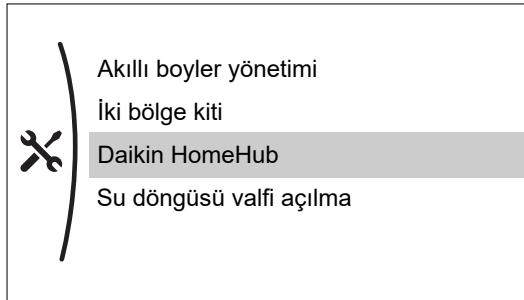 Akıllı boyler yönetimi
İki bölge kiti
Daikin HomeHub
Su döngüsü valfi açılma